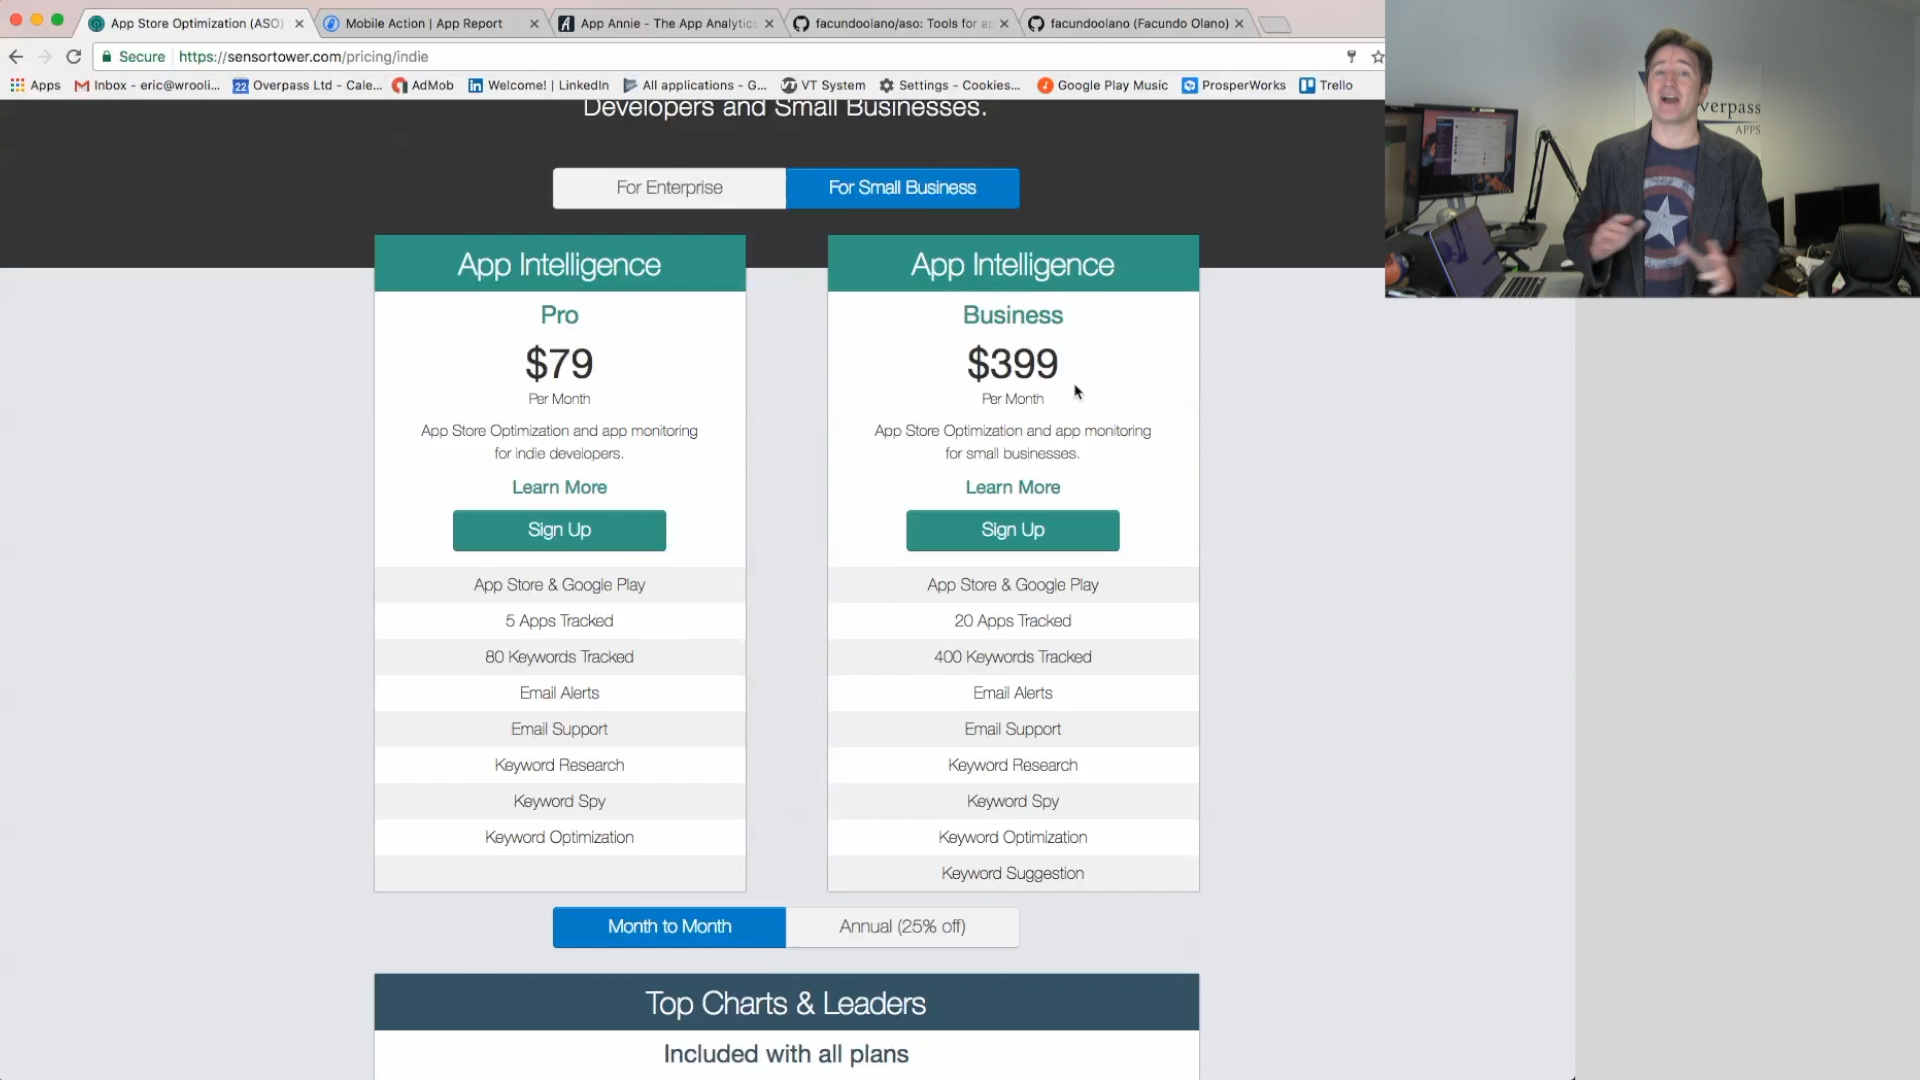 App Store Optimization (ASO)
Mobile Action | App Report
App Annie - The App Analytics
facundoolano/aso: Tools for ap
facundoolano (Facundo Olano)
Secure https://sensortower.com/pricing/indie
Apps
Inbox - eric@wrooli...
22 Overpass Ltd - Cale...
AdMob
Welcome! | LinkedIn
All applications - G...
VT System
Settings - Cookies...
Google Play Music
ProsperWorks
Trello
verpass
APPS
Developers and Small Businesses.
For Enterprise
For Small Business
App Intelligence
Pro
$79
Per Month
App Store Optimization and app monitoring
for indie developers.
Learn More
Sign Up
App Store & Google Play
5 Apps Tracked
80 Keywords Tracked
Email Alerts
Email Support
Keyword Research
Keyword Spy
Keyword Optimization
App Intelligence
Business
$399
Per Month
App Store Optimization and app monitoring
for small businesses.
Learn More
Sign Up
App Store & Google Play
20 Apps Tracked
400 Keywords Tracked
Email Alerts
Email Support
Keyword Research
Keyword Spy
Keyword Optimization
Keyword Suggestion
Month to Month
Annual (25% off)
Top Charts & Leaders
Included with all plans